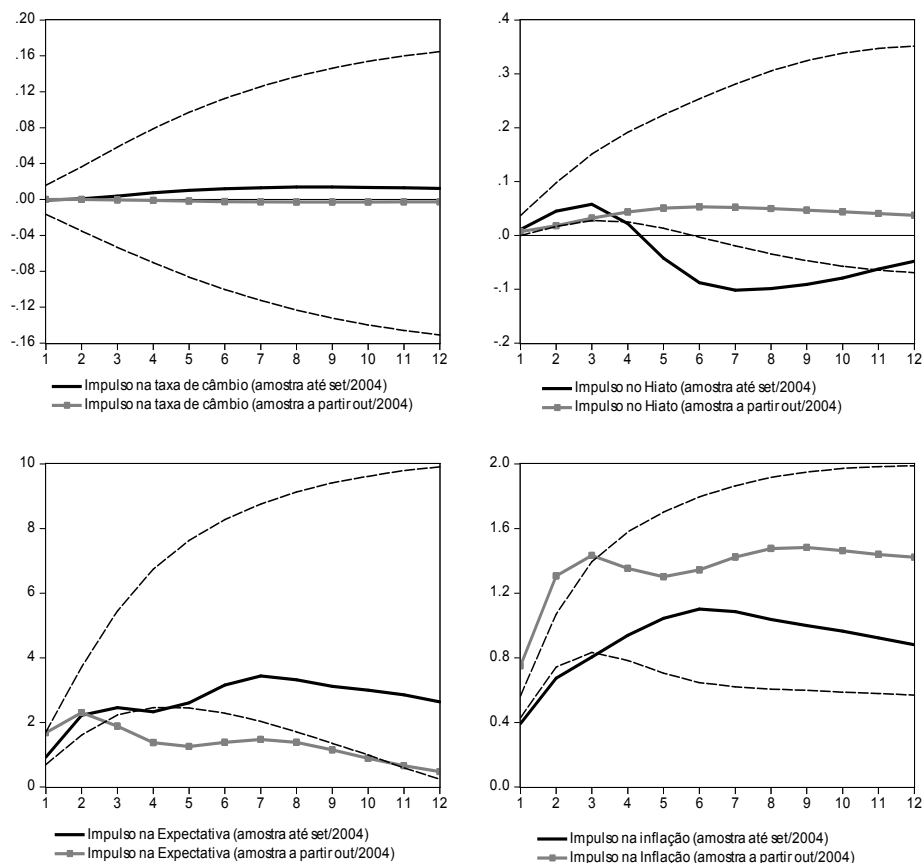 .20
.16
.12
.08
.04
.00
-.04
-.08
-.12
-.16
1 2 3 4 5 6 7 8 9 10 11 12
Impulso na taxa de câmbio (amostra até set/2004)
Impulso na taxa de câmbio (amostra a partir out/2004)
.4
.3
.2
.1
.0
-.1
-.2
1 2 3 4 5 6 7 8 9 10 11 12
Impulso no Hiato (amostra até set/2004)
Impulso no Hiato (amostra a partir out/2004)
10
8
6
4
2
0
1 2 3 4 5 6 7 8 9 10 11 12
Impulso na Expectativa (amostra até set/2004)
Impulso na Expectativa (amostra a partir out/2004)
2.0
1.6
1.2
0.8
0.4
0.0
1 2 3 4 5 6 7 8 9 10 11 12
Impulso na inflação (amostra até set/2004)
Impulso na Inflação (amostra a partir out/2004)